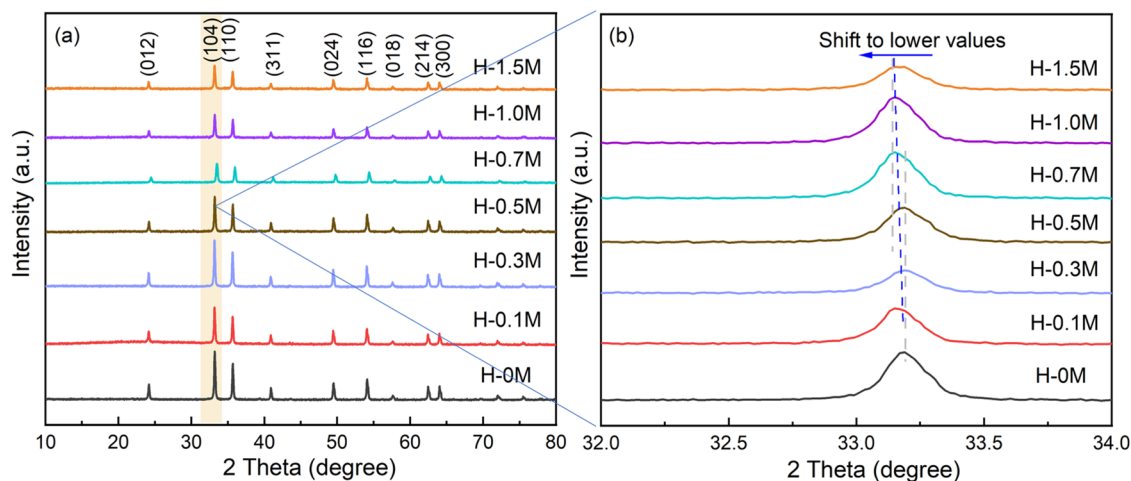 (a)
(012)
(104)
(110)
(311)
(024)
(116)
(018)
(214)
(300)
H-1.5M
H-1.0M
H-0.7M
H-0.5M
H-0.3M
H-0.1M
H-0M
Intensity (a.u.)
10 20 30 40 50 60 70 80
2 Theta (degree)
(b)
Shift to lower values
H-1.5M
H-1.0M
H-0.7M
H-0.5M
H-0.3M
H-0.1M
H-0M
Intensity (a.u.)
32.0 32.5 33.0 33.5 34.0
2 Theta (degree)